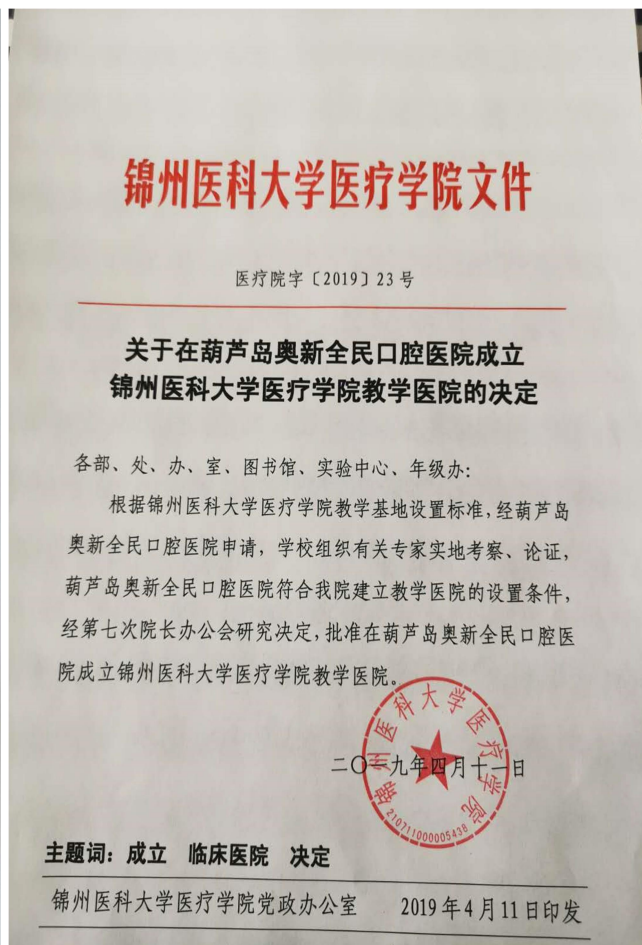 锦州医科大学医疗学院文件
医疗院字〔2019〕23号
关于在葫芦岛奥新全民口腔医院成立
锦州医科大学医疗学院教学医院的决定
各部、处、办、室、图书馆、实验中心、年级办:
根据锦州医科大学医疗学院教学基地设置标准,经葫芦岛
奥新全民口腔医院申请，学校组织有关专家实地考察、论证,
葫芦岛奥新全民口腔医院符合我院建立教学医院的设置条件,
经第七次院长办公会研究决定,批准在葫芦岛奥新全民口腔医
院成立锦州医科大学医疗学院教学医院。
锦州医科大学医疗学院
二〇一九年四月十一日
210711000005438
主题词：成立 临床医院 决定
锦州医科大学医疗学院党政办公室 2019年4月11日印发